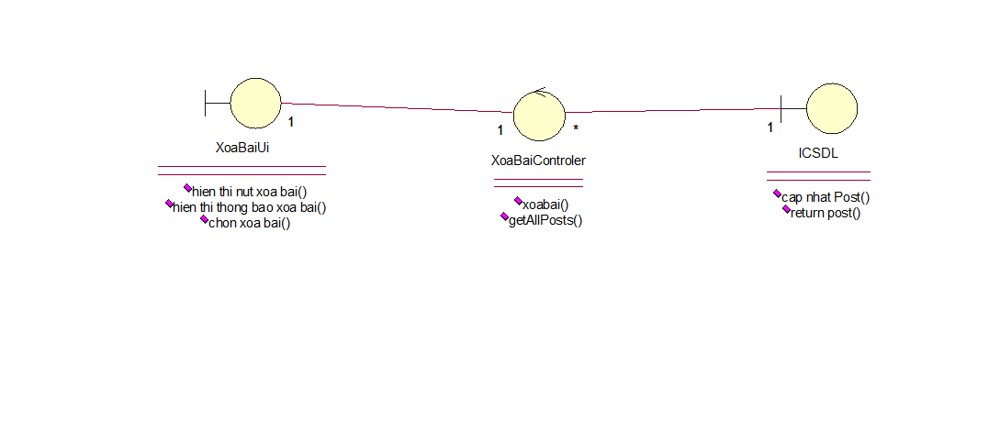 1
1
*
1
XoaBaiUi
hien thi nut xoa bai()
hien thi thong bao xoa bai()
chon xoa bai()
XoaBaiControler
xoabai()
getAllPosts()
ICSDL
cap nhat Post()
return post()